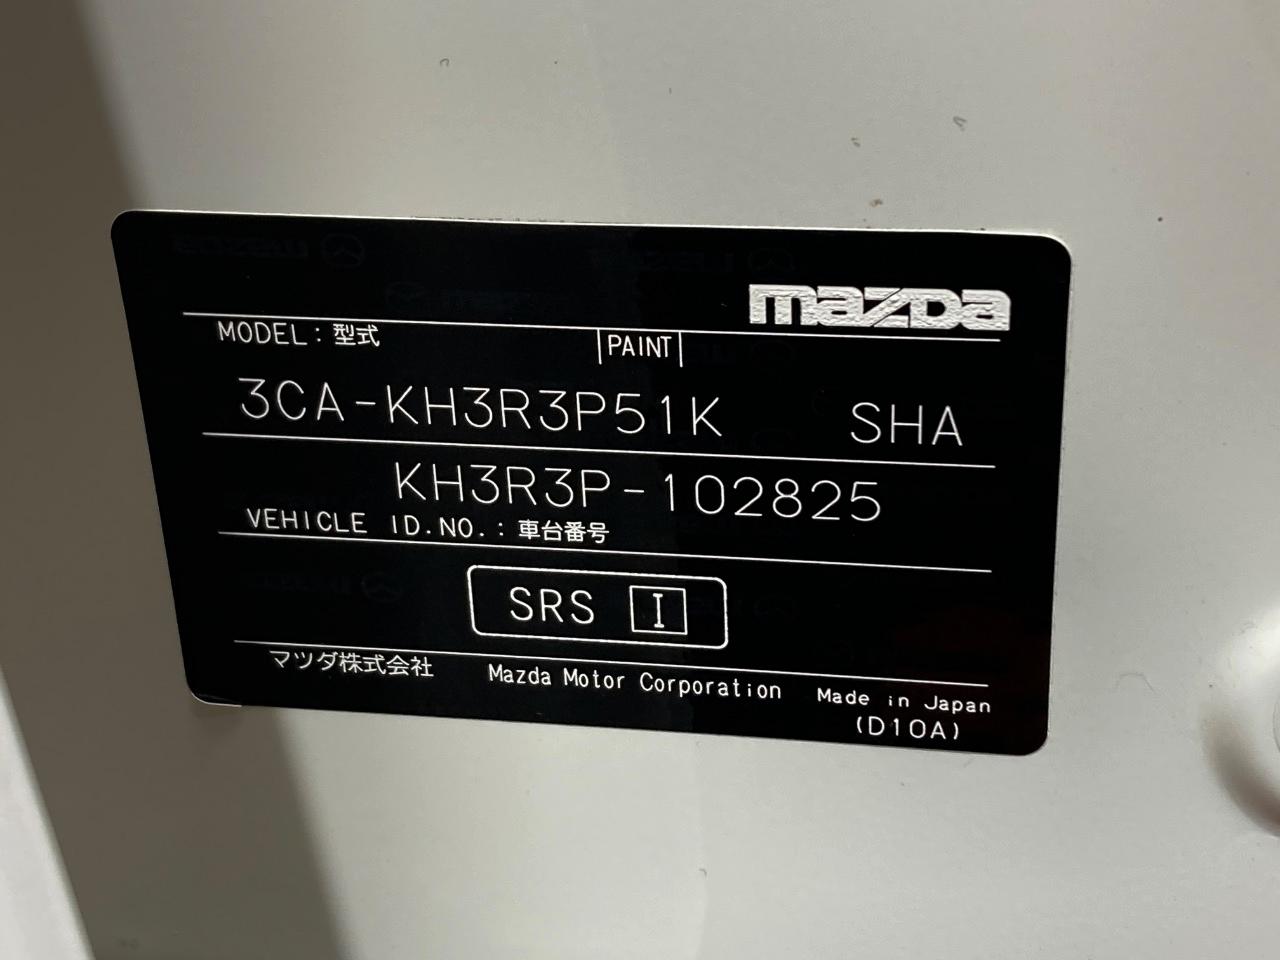 mazda
MODEL：型式 PAINT
3CA-KH3R3P51K SHA
KH3R3P-102825
VEHICLE ID.NO.：車台番号
SRS I
マツダ株式会社 Mazda Motor Corporation Made in Japan
(D10A)